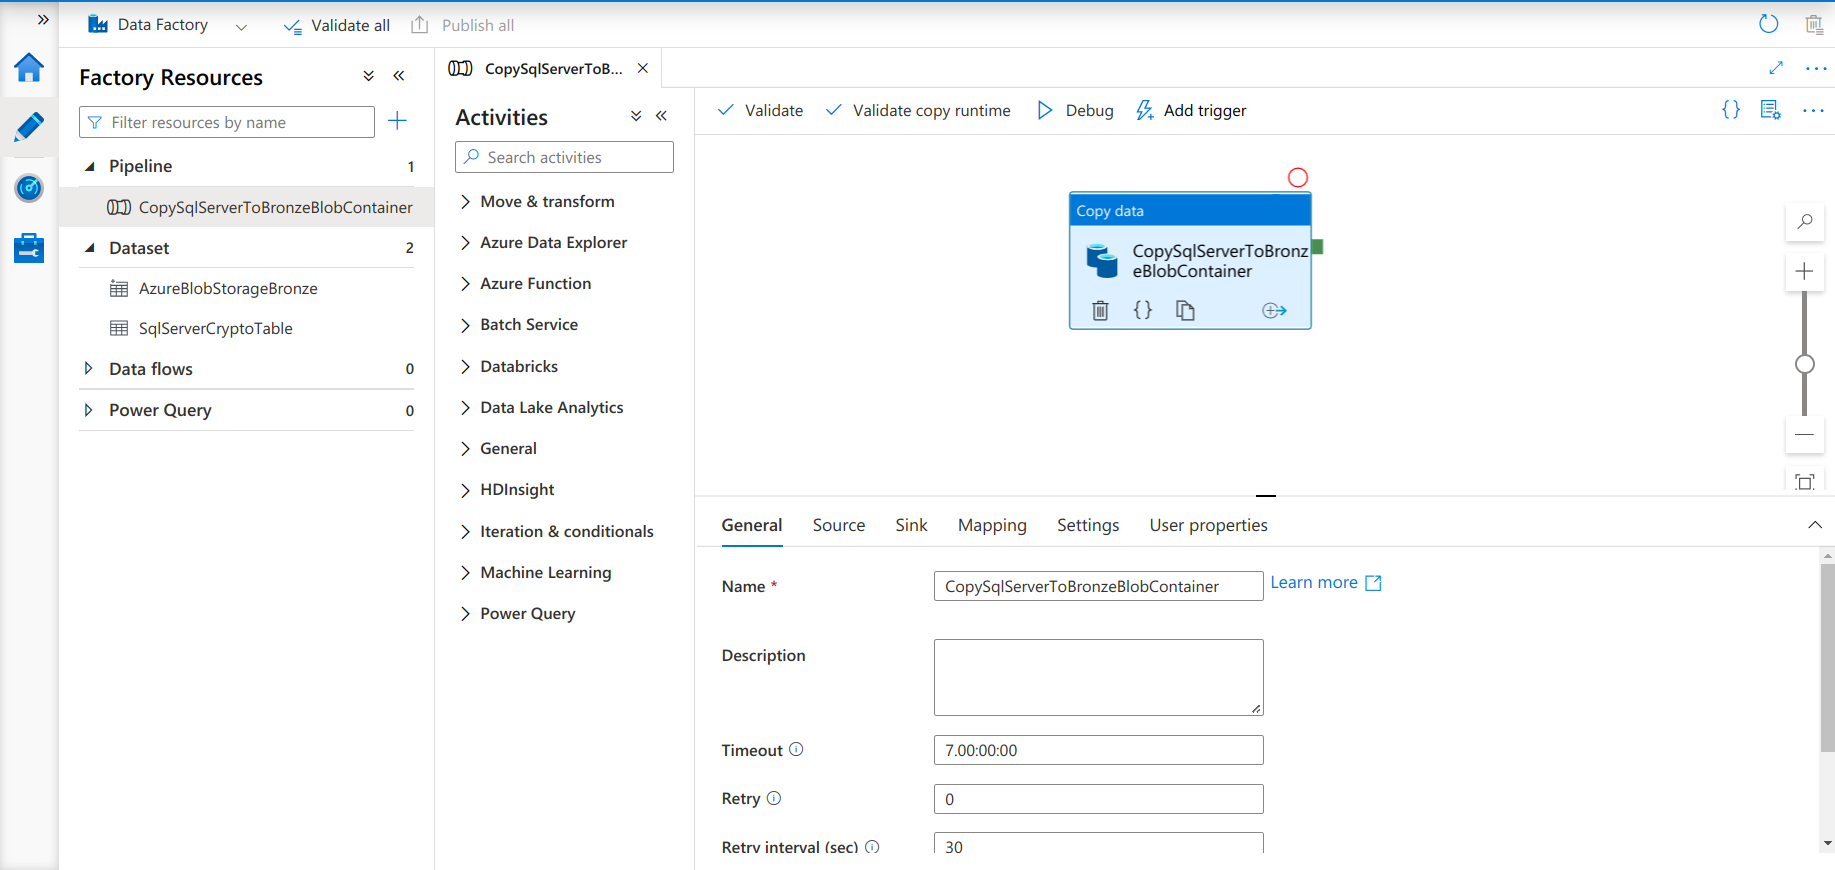 Data Factory
Validate all
Publish all
Factory Resources
Filter resources by name
Pipeline 1
CopySqlServerToBronzeBlobContainer
Dataset 2
AzureBlobStorageBronze
SqlServerCryptoTable
Data flows 0
Power Query 0
CopySqlServerToB...
Activities
Search activities
Move & transform
Azure Data Explorer
Azure Function
Batch Service
Databricks
Data Lake Analytics
General
HDInsight
Iteration & conditionals
Machine Learning
Power Query
Validate
Validate copy runtime
Debug
Add trigger
Copy data
CopySqlServerToBronz
eBlobContainer
General Source Sink Mapping Settings User properties
Name * CopySqlServerToBronzeBlobContainer Learn more
Description
Timeout 7.00:00:00
Retry 0
Retry interval (sec) 30